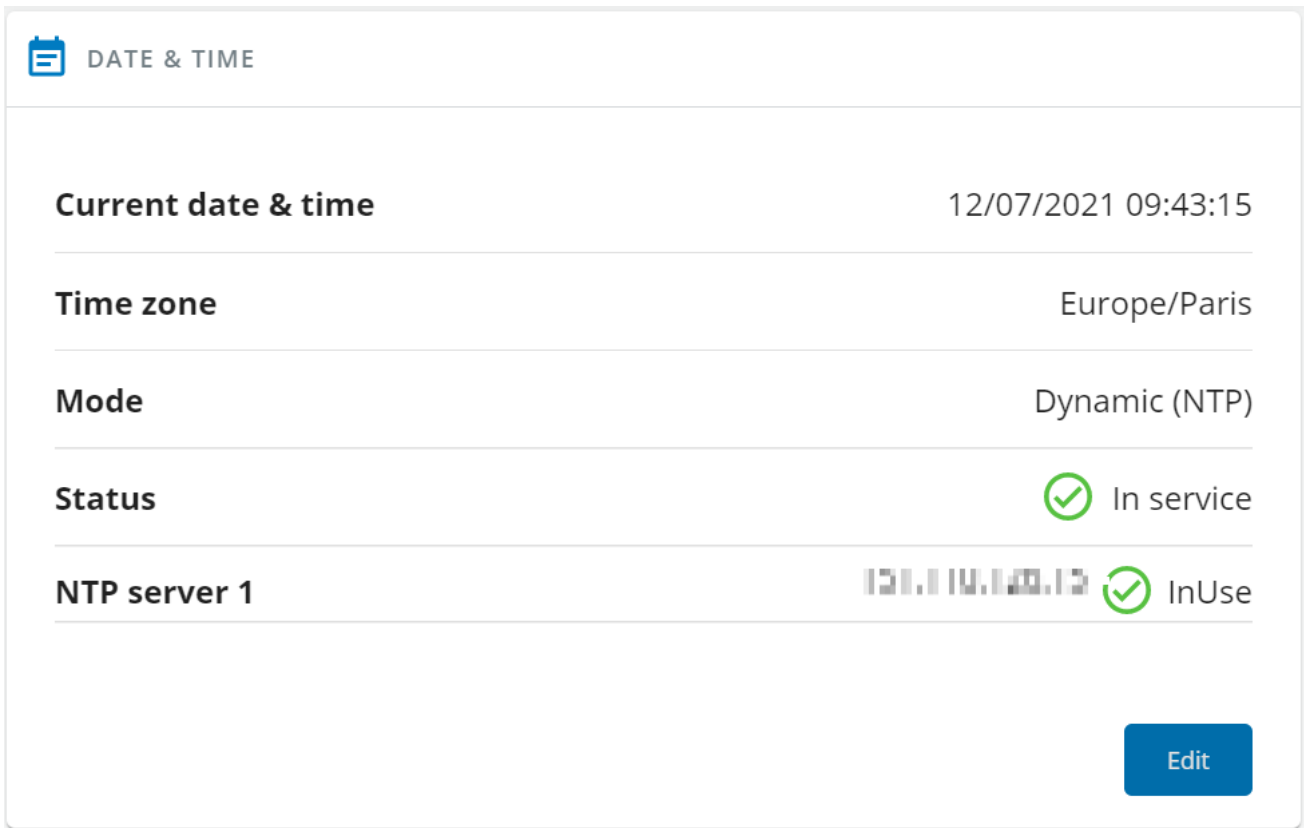 DATE & TIME
Current date & time 12/07/2021 09:43:15
Time zone Europe/Paris
Mode Dynamic (NTP)
Status In service
NTP server 1 InUse
Edit